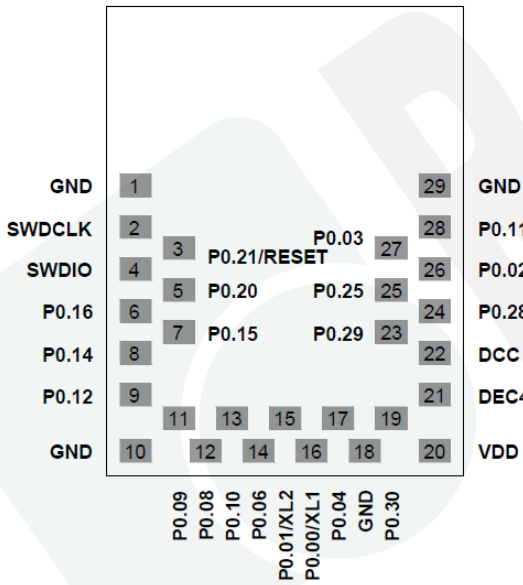 GND 1 29 GND
SWDCLK 2 28 P0.11
3 P0.21/RESET P0.03 27
SWDIO 4 26 P0.02
5 P0.20 P0.25 25
P0.16 6 24 P0.28
7 P0.15 P0.29 23
P0.14 8 22 DCC
P0.12 9 21 DEC4
11 13 15 17 19
GND 10 12 14 16 18 20 VDD
P0.09
P0.08
P0.10
P0.06
P0.01/XL2
P0.00/XL1
P0.04
GND
P0.30